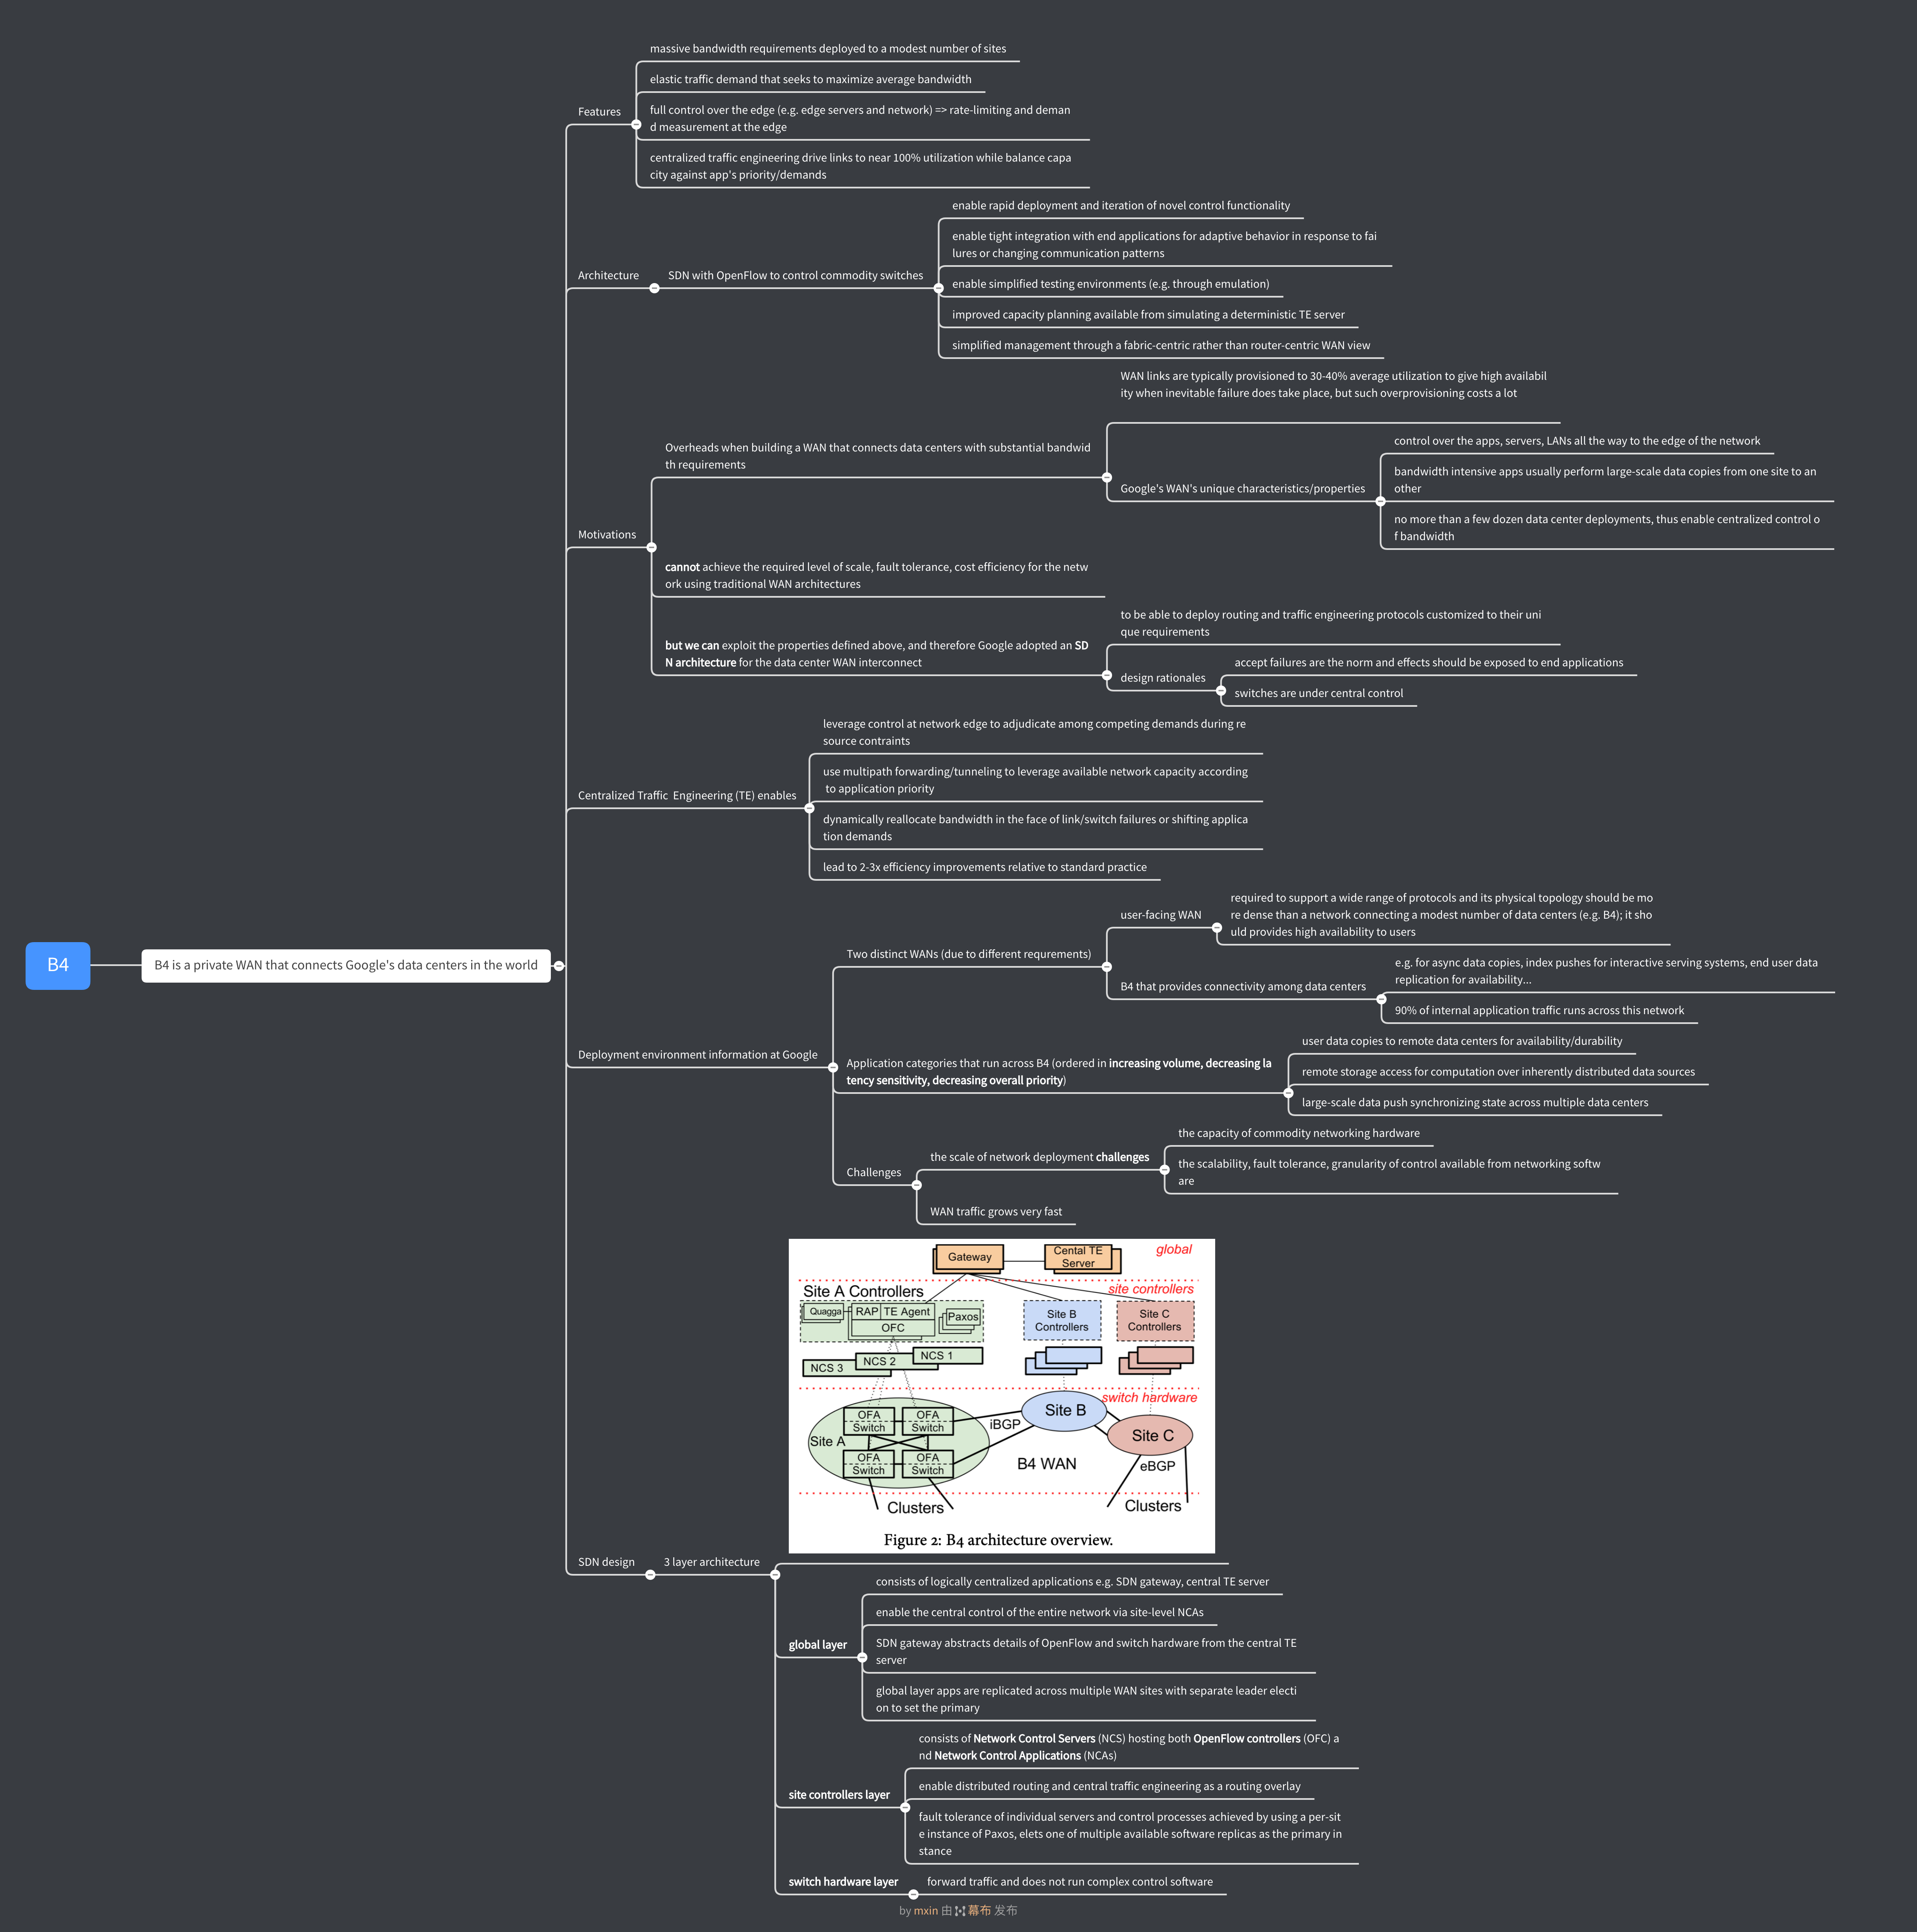 B4
B4 is a private WAN that connects Google's data centers in the world
Features
massive bandwidth requirements deployed to a modest number of sites
elastic traffic demand that seeks to maximize average bandwidth
full control over the edge (e.g. edge servers and network) => rate-limiting and deman
d measurement at the edge
centralized traffic engineering drive links to near 100% utilization while balance capa
city against app's priority/demands
Architecture
SDN with OpenFlow to control commodity switches
enable rapid deployment and iteration of novel control functionality
enable tight integration with end applications for adaptive behavior in response to fai
lures or changing communication patterns
enable simplified testing environments (e.g. through emulation)
improved capacity planning available from simulating a deterministic TE server
simplified management through a fabric-centric rather than router-centric WAN view
Motivations
Overheads when building a WAN that connects data centers with substantial bandwid
th requirements
WAN links are typically provisioned to 30-40% average utilization to give high availabil
ity when inevitable failure does take place, but such overprovisioning costs a lot
Google's WAN's unique characteristics/properties
control over the apps, servers, LANs all the way to the edge of the network
bandwidth intensive apps usually perform large-scale data copies from one site to an
other
no more than a few dozen data center deployments, thus enable centralized control o
f bandwidth
cannot achieve the required level of scale, fault tolerance, cost efficiency for the netw
ork using traditional WAN architectures
but we can exploit the properties defined above, and therefore Google adopted an SD
N architecture for the data center WAN interconnect
to be able to deploy routing and traffic engineering protocols customized to their uni
que requirements
design rationales
accept failures are the norm and effects should be exposed to end applications
switches are under central control
Centralized Traffic  Engineering (TE) enables
leverage control at network edge to adjudicate among competing demands during re
source contraints
use multipath forwarding/tunneling to leverage available network capacity according
to application priority
dynamically reallocate bandwidth in the face of link/switch failures or shifting applica
tion demands
lead to 2-3x efficiency improvements relative to standard practice
Deployment environment information at Google
Two distinct WANs (due to different requrements)
user-facing WAN
required to support a wide range of protocols and its physical topology should be mo
re dense than a network connecting a modest number of data centers (e.g. B4); it sho
uld provides high availability to users
B4 that provides connectivity among data centers
e.g. for async data copies, index pushes for interactive serving systems, end user data
replication for availability...
90% of internal application traffic runs across this network
Application categories that run across B4 (ordered in increasing volume, decreasing la
tency sensitivity, decreasing overall priority)
user data copies to remote data centers for availability/durability
remote storage access for computation over inherently distributed data sources
large-scale data push synchronizing state across multiple data centers
Challenges
the scale of network deployment challenges
the capacity of commodity networking hardware
the scalability, fault tolerance, granularity of control available from networking softw
are
WAN traffic grows very fast
SDN design
3 layer architecture
Gateway
Cental TE
Server
global
Site A Controllers
site controllers
Quagga
RAP
TE Agent
OFC
Paxos
Site B
Controllers
Site C
Controllers
NCS 3
NCS 2
NCS 1
switch hardware
Site A
OFA
Switch
OFA
Switch
OFA
Switch
OFA
Switch
iBGP
Site B
Site C
B4 WAN
eBGP
Clusters
Clusters
Figure 2: B4 architecture overview.
global layer
consists of logically centralized applications e.g. SDN gateway, central TE server
enable the central control of the entire network via site-level NCAs
SDN gateway abstracts details of OpenFlow and switch hardware from the central TE
server
global layer apps are replicated across multiple WAN sites with separate leader electi
on to set the primary
site controllers layer
consists of Network Control Servers (NCS) hosting both OpenFlow controllers (OFC) a
nd Network Control Applications (NCAs)
enable distributed routing and central traffic engineering as a routing overlay
fault tolerance of individual servers and control processes achieved by using a per-sit
e instance of Paxos, elets one of multiple available software replicas as the primary in
stance
switch hardware layer
forward traffic and does not run complex control software
by mxin 由 幕布 发布